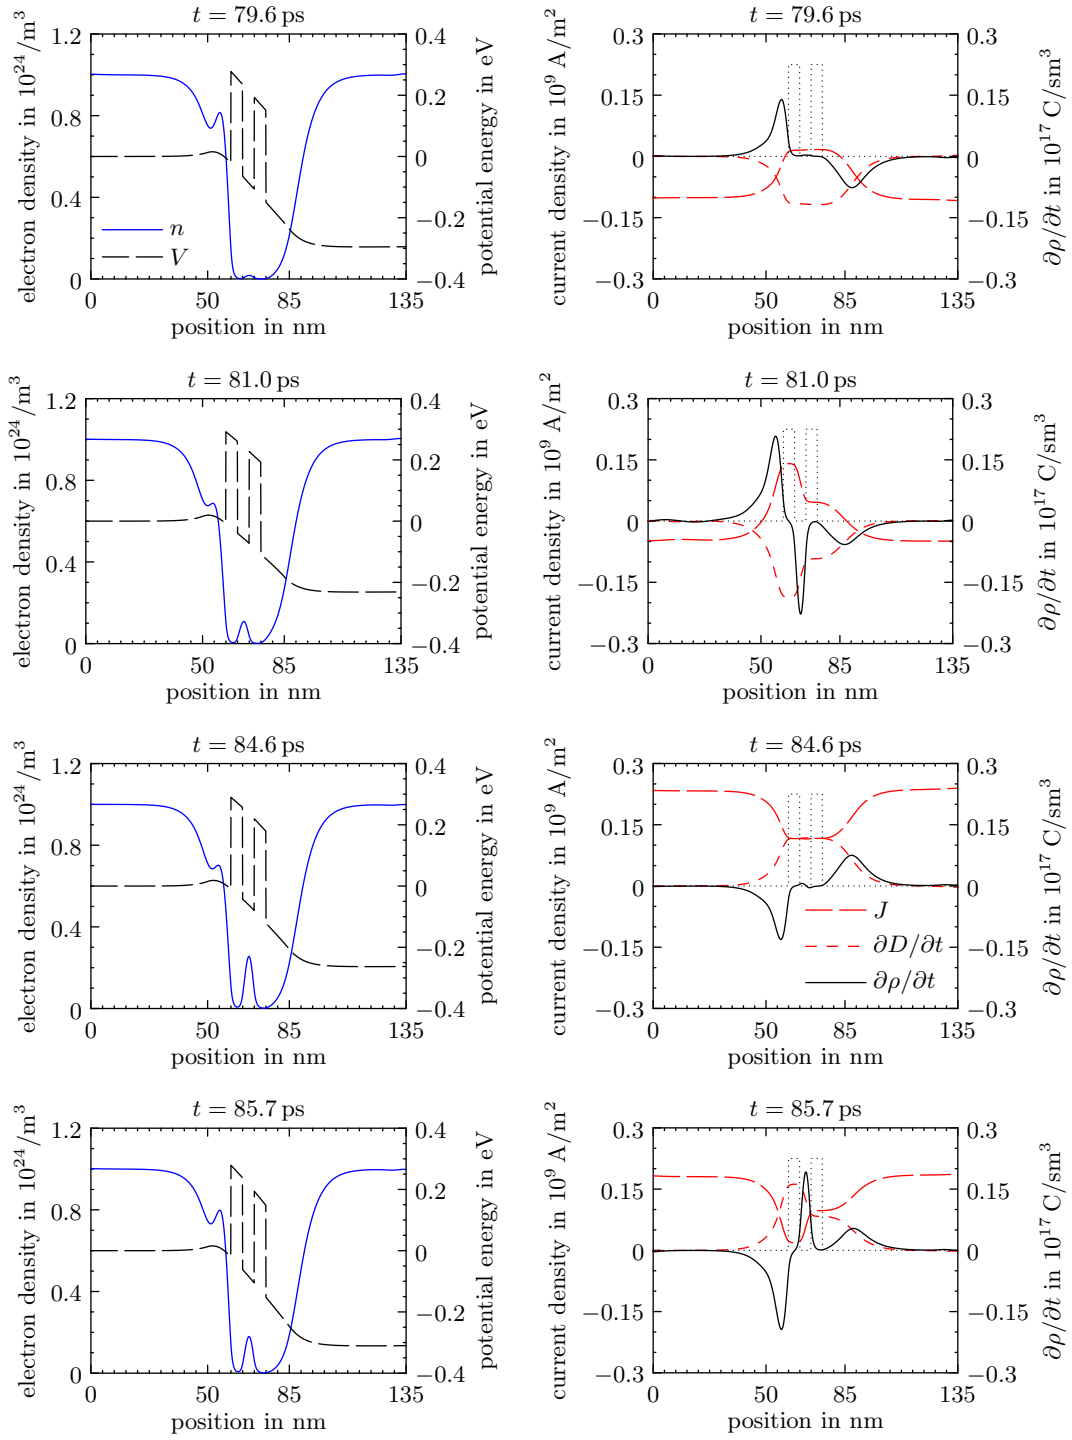 t = 79.6 ps
electron density in 10^24/m^3
1.2
0.8
0.4
0
0.4
0.2
0
−0.2
−0.4
potential energy in eV
n
V
0 50 85 135
position in nm
t = 79.6 ps
current density in 10^9 A/m^2
0.3
0.15
0
−0.15
−0.3
0.3
0.15
0
−0.15
−0.3
∂ρ/∂t in 10^17 C/sm^3
0 50 85 135
position in nm
t = 81.0 ps
electron density in 10^24/m^3
1.2
0.8
0.4
0
0.4
0.2
0
−0.2
−0.4
potential energy in eV
0 50 85 135
position in nm
t = 81.0 ps
current density in 10^9 A/m^2
0.3
0.15
0
−0.15
−0.3
0.3
0.15
0
−0.15
−0.3
∂ρ/∂t in 10^17 C/sm^3
0 50 85 135
position in nm
t = 84.6 ps
electron density in 10^24/m^3
1.2
0.8
0.4
0
0.4
0.2
0
−0.2
−0.4
potential energy in eV
0 50 85 135
position in nm
t = 84.6 ps
current density in 10^9 A/m^2
0.3
0.15
0
−0.15
−0.3
0.3
0.15
0
−0.15
−0.3
∂ρ/∂t in 10^17 C/sm^3
J
∂D/∂t
∂ρ/∂t
0 50 85 135
position in nm
t = 85.7 ps
electron density in 10^24/m^3
1.2
0.8
0.4
0
0.4
0.2
0
−0.2
−0.4
potential energy in eV
0 50 85 135
position in nm
t = 85.7 ps
current density in 10^9 A/m^2
0.3
0.15
0
−0.15
−0.3
0.3
0.15
0
−0.15
−0.3
∂ρ/∂t in 10^17 C/sm^3
0 50 85 135
position in nm